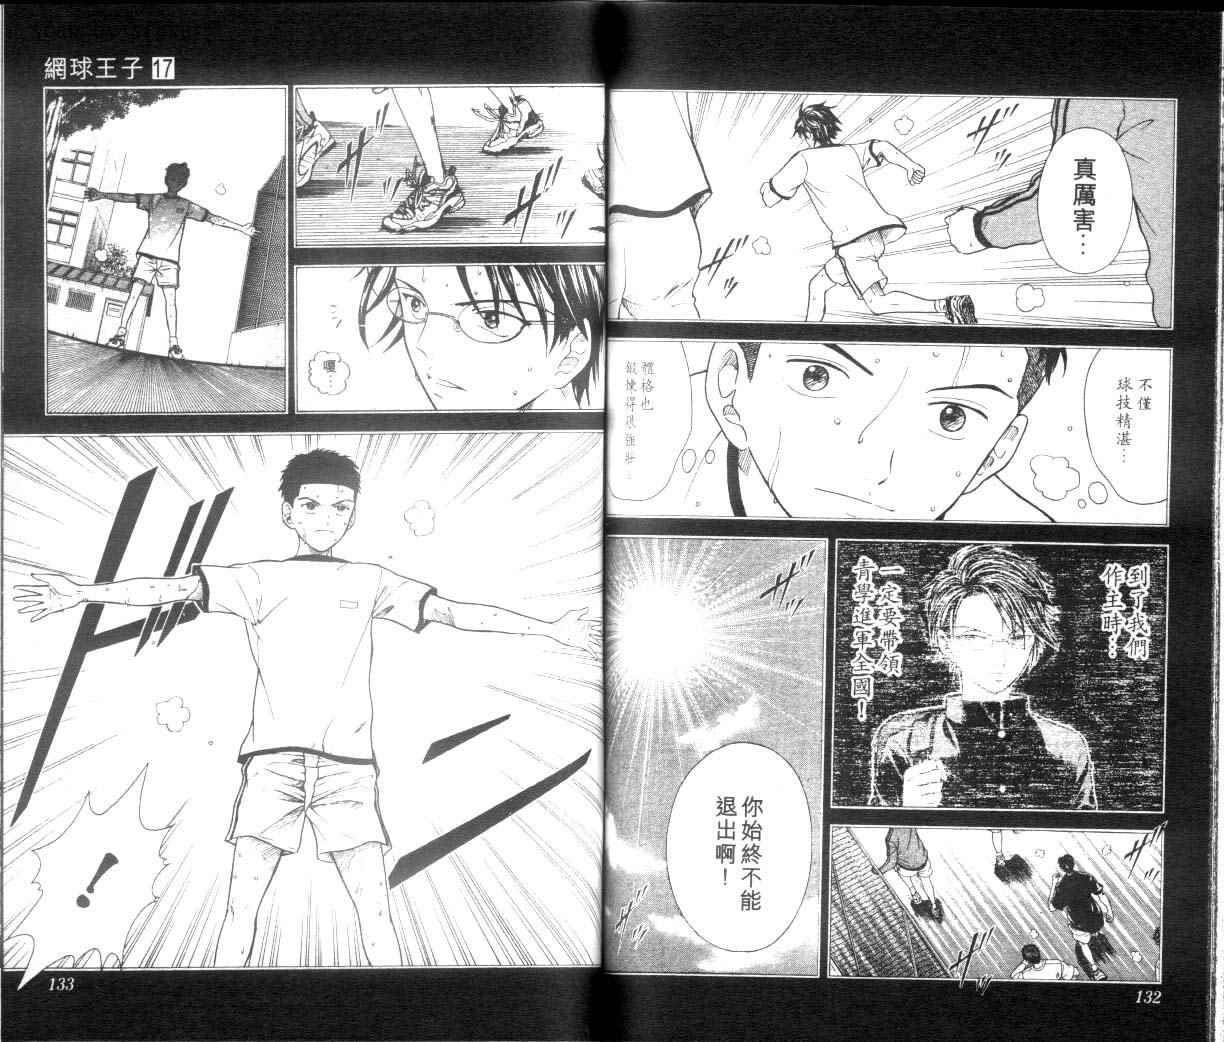 網球王子 17
真厲害…
不僅
球技精湛…
體格也
鍛煉得很強壯
到了我們
作主時…
一定要帶領
青學進軍全國！
你始終不能
退出啊！
132
嗄…
！
133